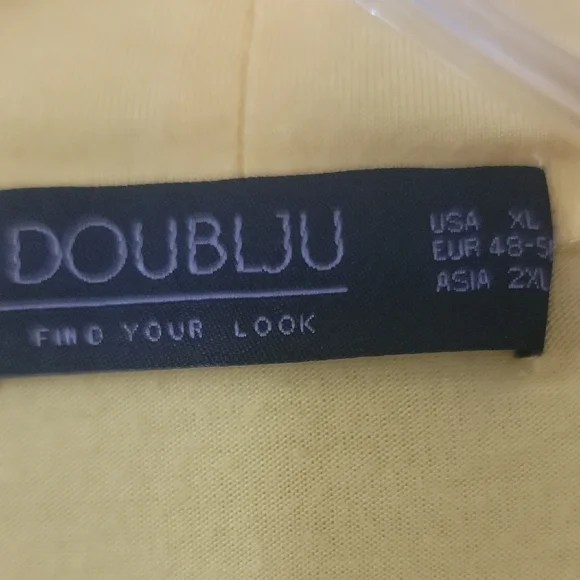 DOUBLJU
FIND YOUR LOOK
USA XL
EUR 48-5
ASIA 2XL